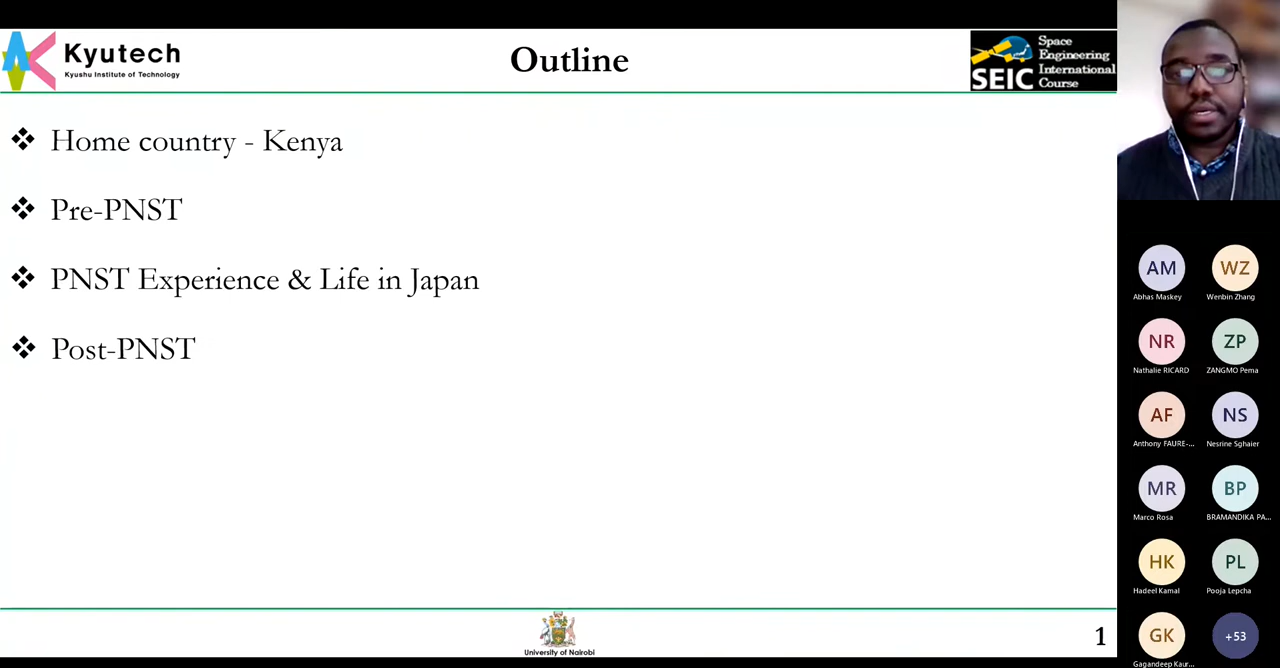 Kyutech
Kyushu Institute of Technology
Outline
SEIC
Space
Engineering
International
Course
❖ Home country - Kenya
❖ Pre-PNST
❖ PNST Experience & Life in Japan
❖ Post-PNST
University of Nairobi
1
AM
Abhas Maskey
WZ
Wenbin Zhang
NR
Nathalie RICARD
ZP
ZANGMO Pema
AF
Anthony FAURE-...
NS
Nesrine Sghaier
MR
Marco Rosa
BP
BRAMANDIKA PA...
HK
Hadeel Kamal
PL
Pooja Lepcha
GK
Gagandeep Kaur...
+53